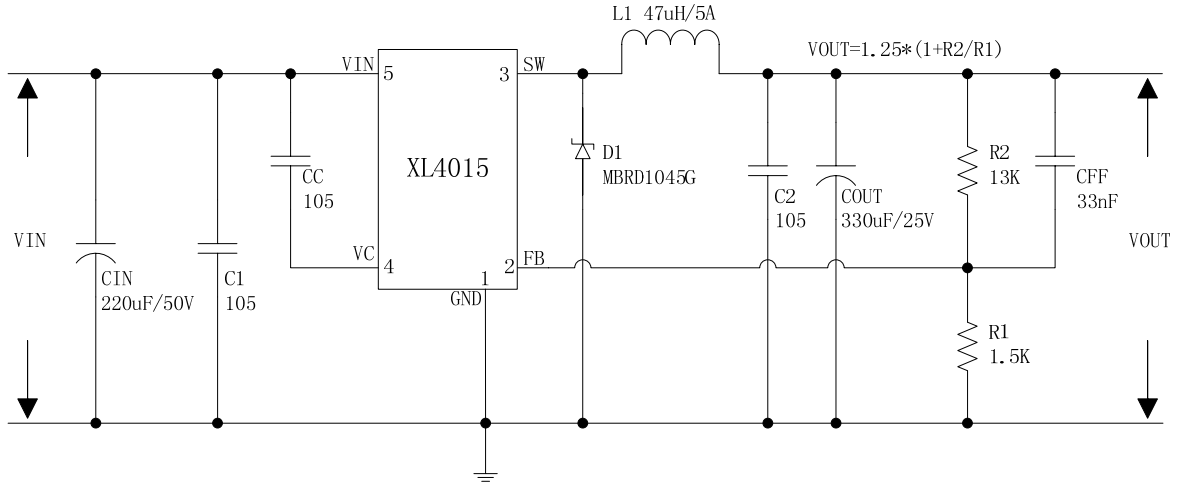 L1 47uH/5A
VOUT=1.25*(1+R2/R1)
VIN
5
3
SW
XL4015
CC
105
D1
MBRD1045G
C2
105
COUT
330uF/25V
R2
13K
CFF
33nF
VIN
VOUT
VC
4
2
FB
CIN
220uF/50V
C1
105
1
GND
R1
1.5K